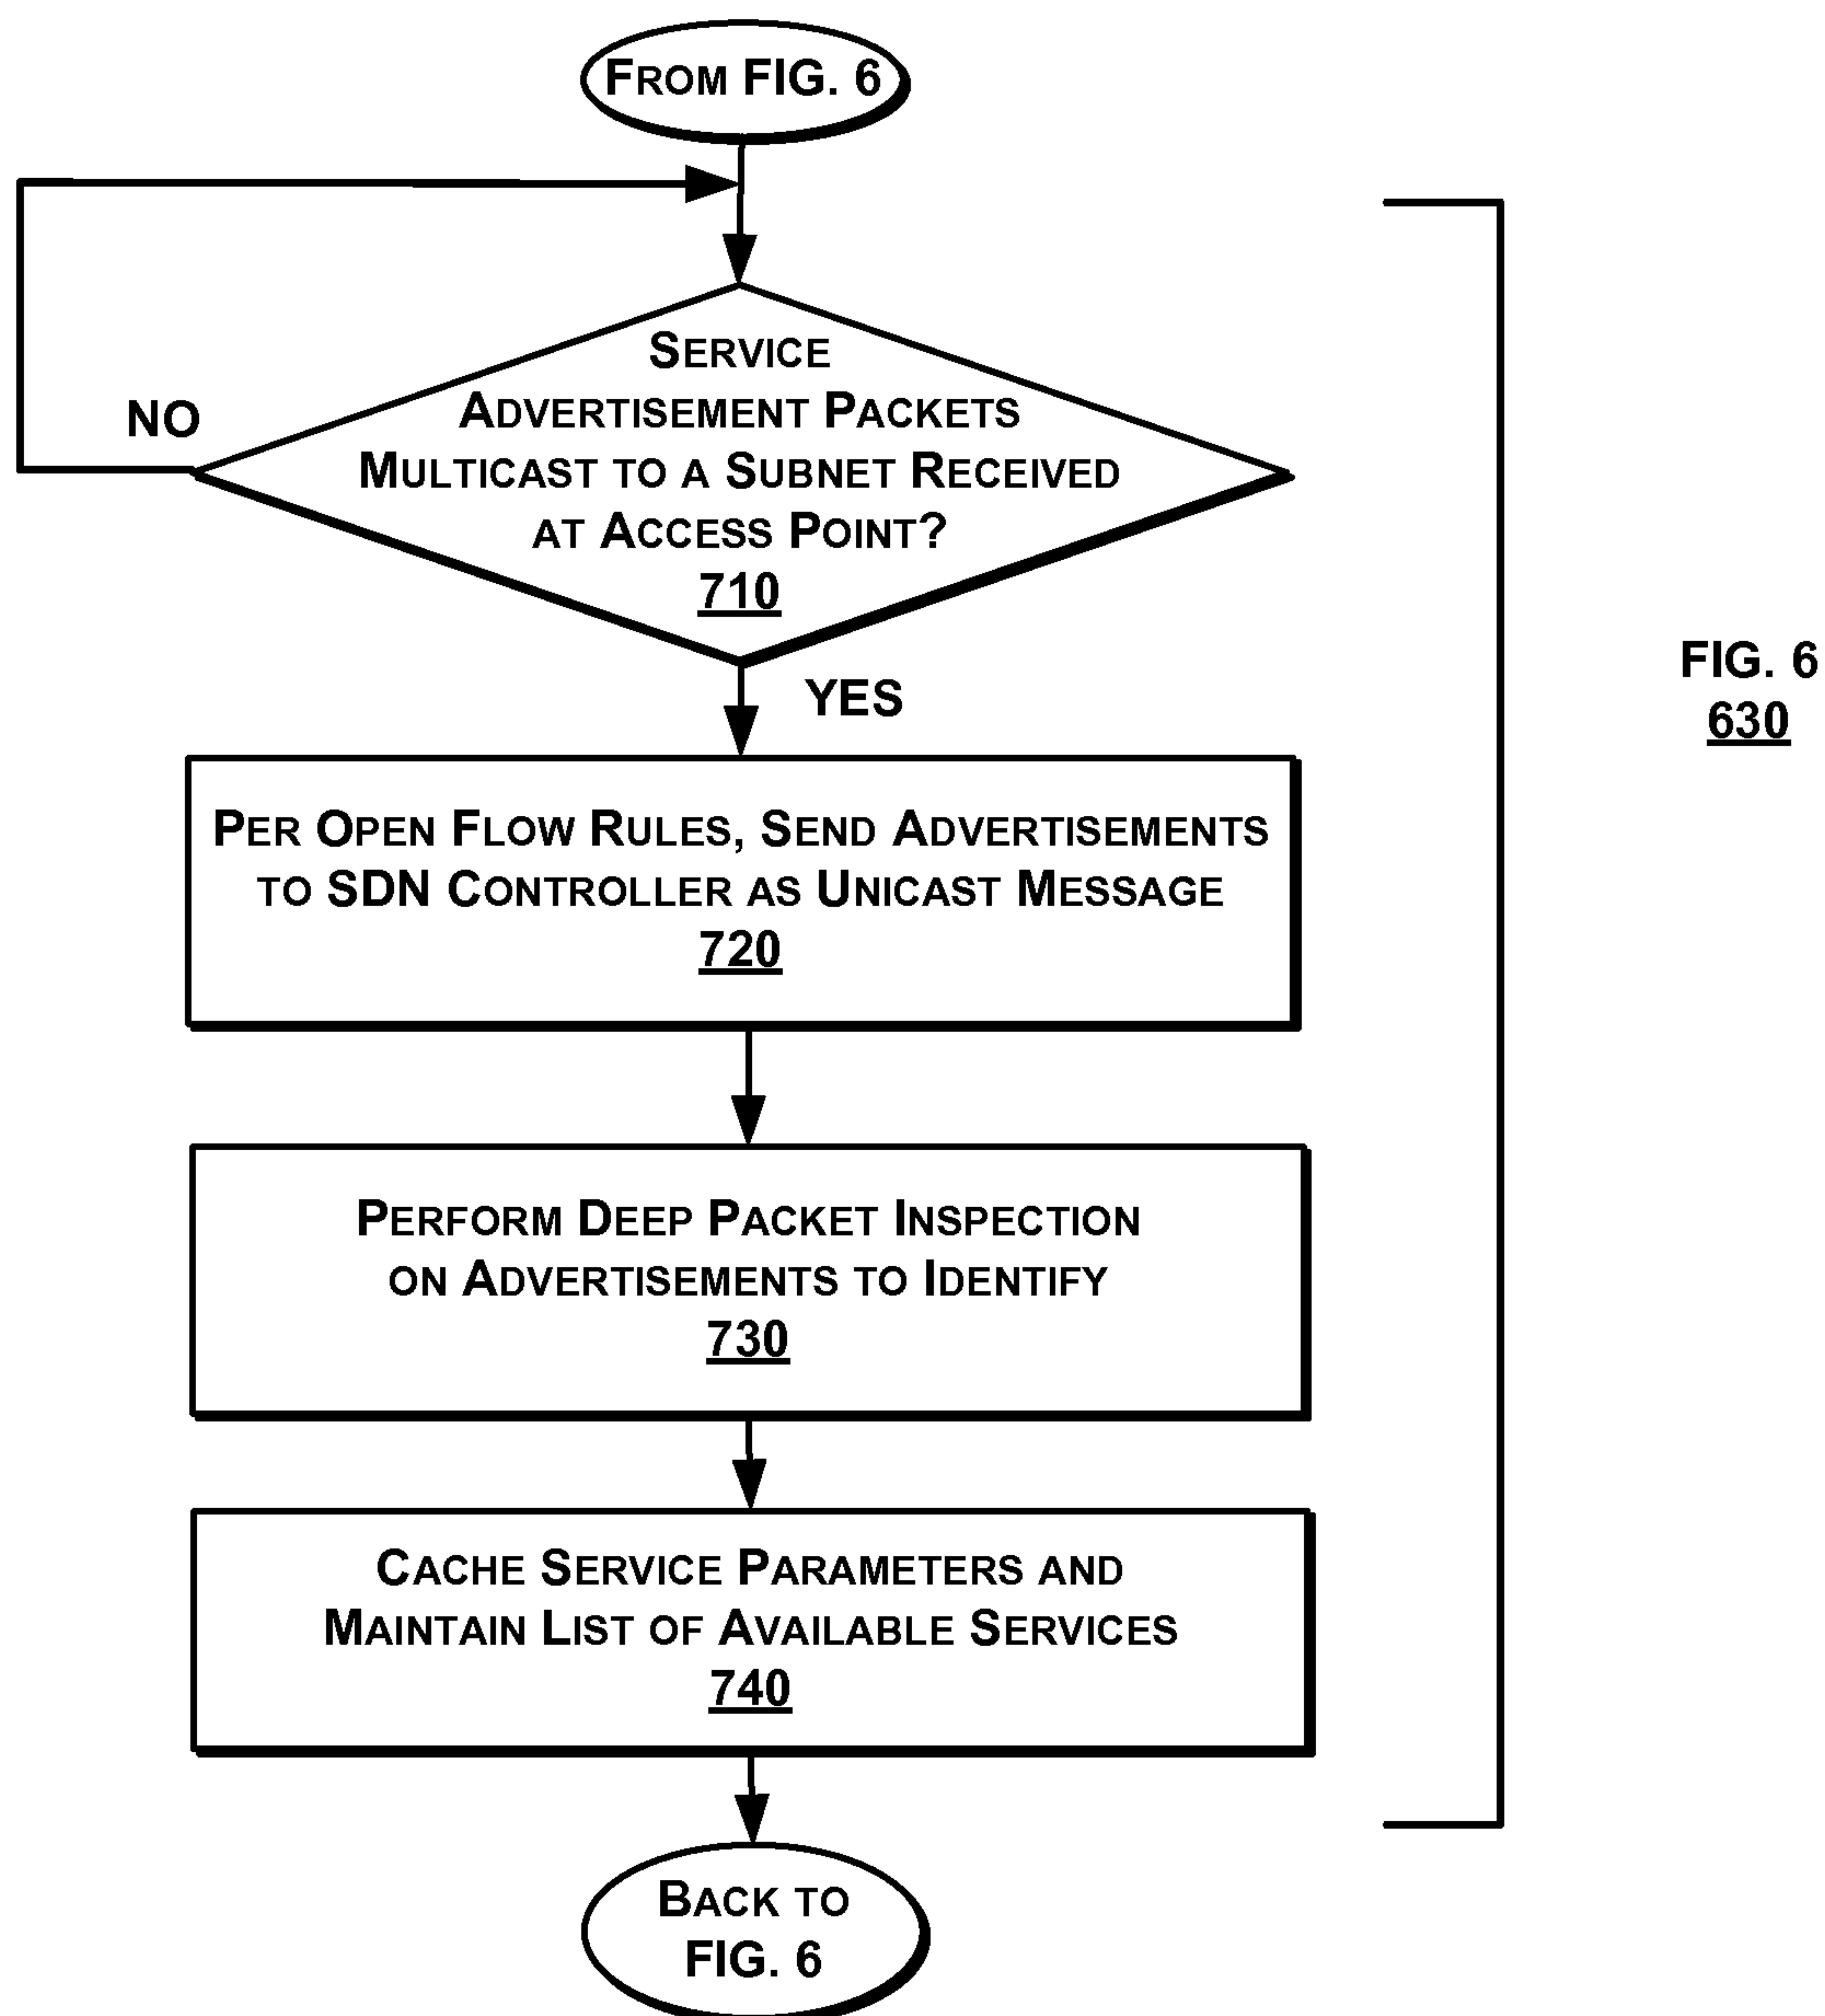 FROM FIG. 6
SERVICE
ADVERTISEMENT PACKETS
MULTICAST TO A SUBNET RECEIVED
AT ACCESS POINT?
710
NO
YES
PER OPEN FLOW RULES, SEND ADVERTISEMENTS
TO SDN CONTROLLER AS UNICAST MESSAGE
720
PERFORM DEEP PACKET INSPECTION
ON ADVERTISEMENTS TO IDENTIFY
730
CACHE SERVICE PARAMETERS AND
MAINTAIN LIST OF AVAILABLE SERVICES
740
BACK TO
FIG. 6
FIG. 6
630